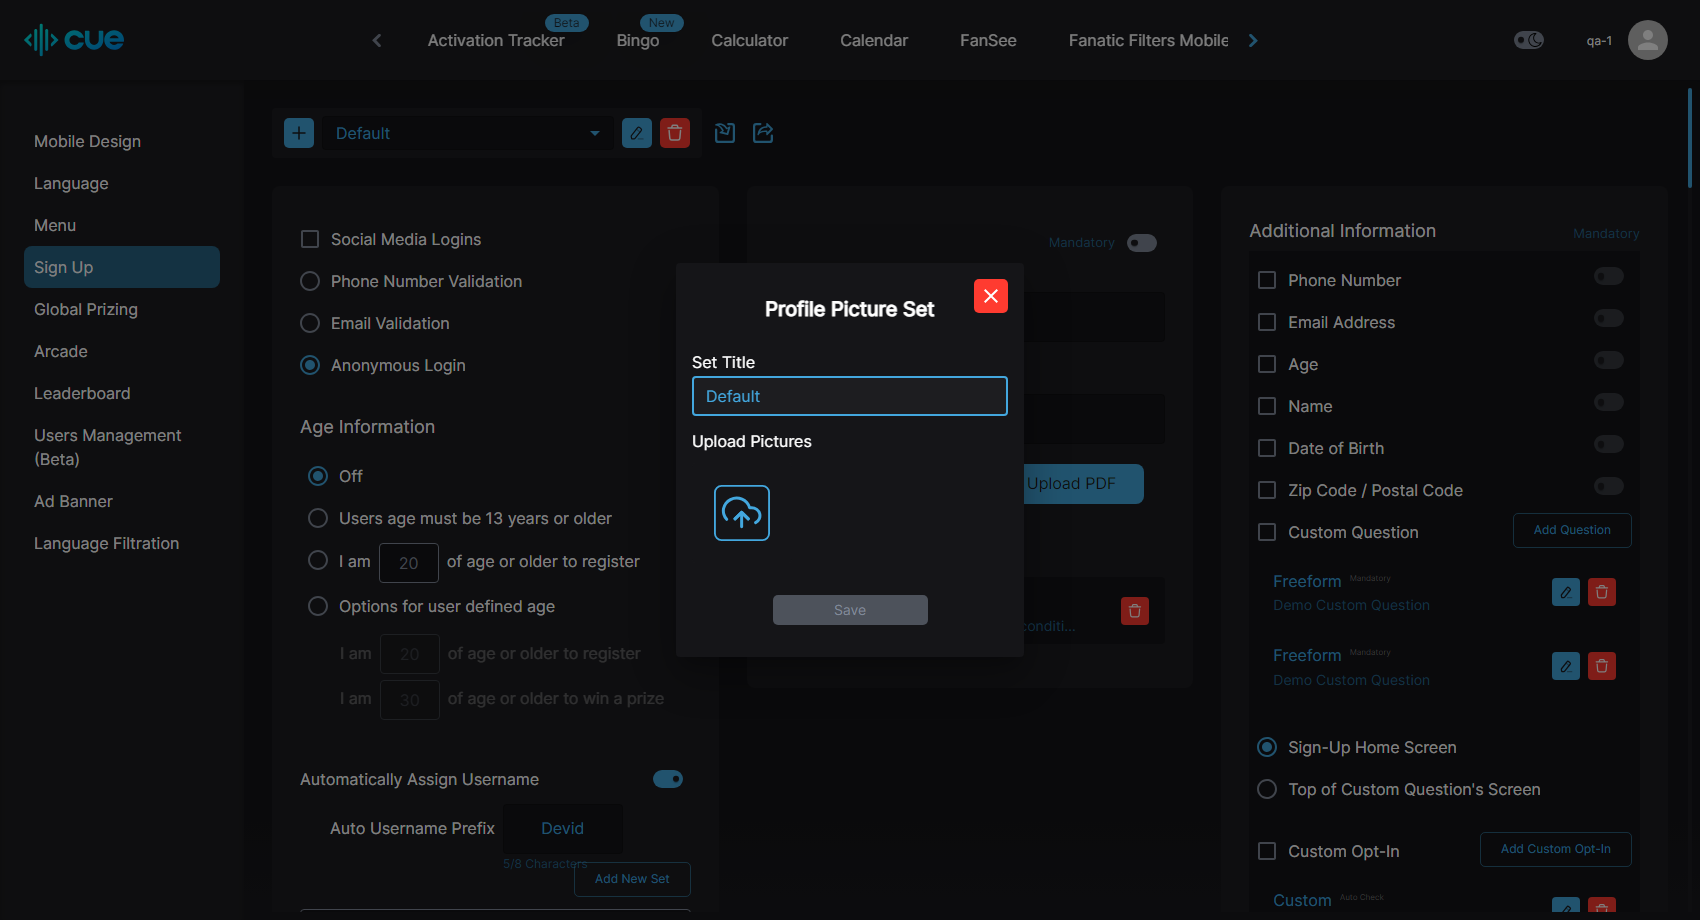 cue
Activation Tracker
Beta
Bingo
New
Calculator
Calendar
FanSee
Fanatic Filters Mobile
qa-1
Mobile Design
Language
Menu
Sign Up
Global Prizing
Arcade
Leaderboard
Users Management
(Beta)
Ad Banner
Language Filtration
Default
Social Media Logins
Phone Number Validation
Email Validation
Anonymous Login
Age Information
Off
Users age must be 13 years or older
I am 20 of age or older to register
Options for user defined age
I am 20 of age or older to register
I am 30 of age or older to win a prize
Automatically Assign Username
Auto Username Prefix Devid
5/8 Characters
Add New Set
Mandatory
Upload PDF
conditi...
Profile Picture Set
Set Title
Default
Upload Pictures
Save
Additional Information
Mandatory
Phone Number
Email Address
Age
Name
Date of Birth
Zip Code / Postal Code
Custom Question
Add Question
Freeform Mandatory
Demo Custom Question
Freeform Mandatory
Demo Custom Question
Sign-Up Home Screen
Top of Custom Question's Screen
Custom Opt-In
Add Custom Opt-In
Custom Auto Check